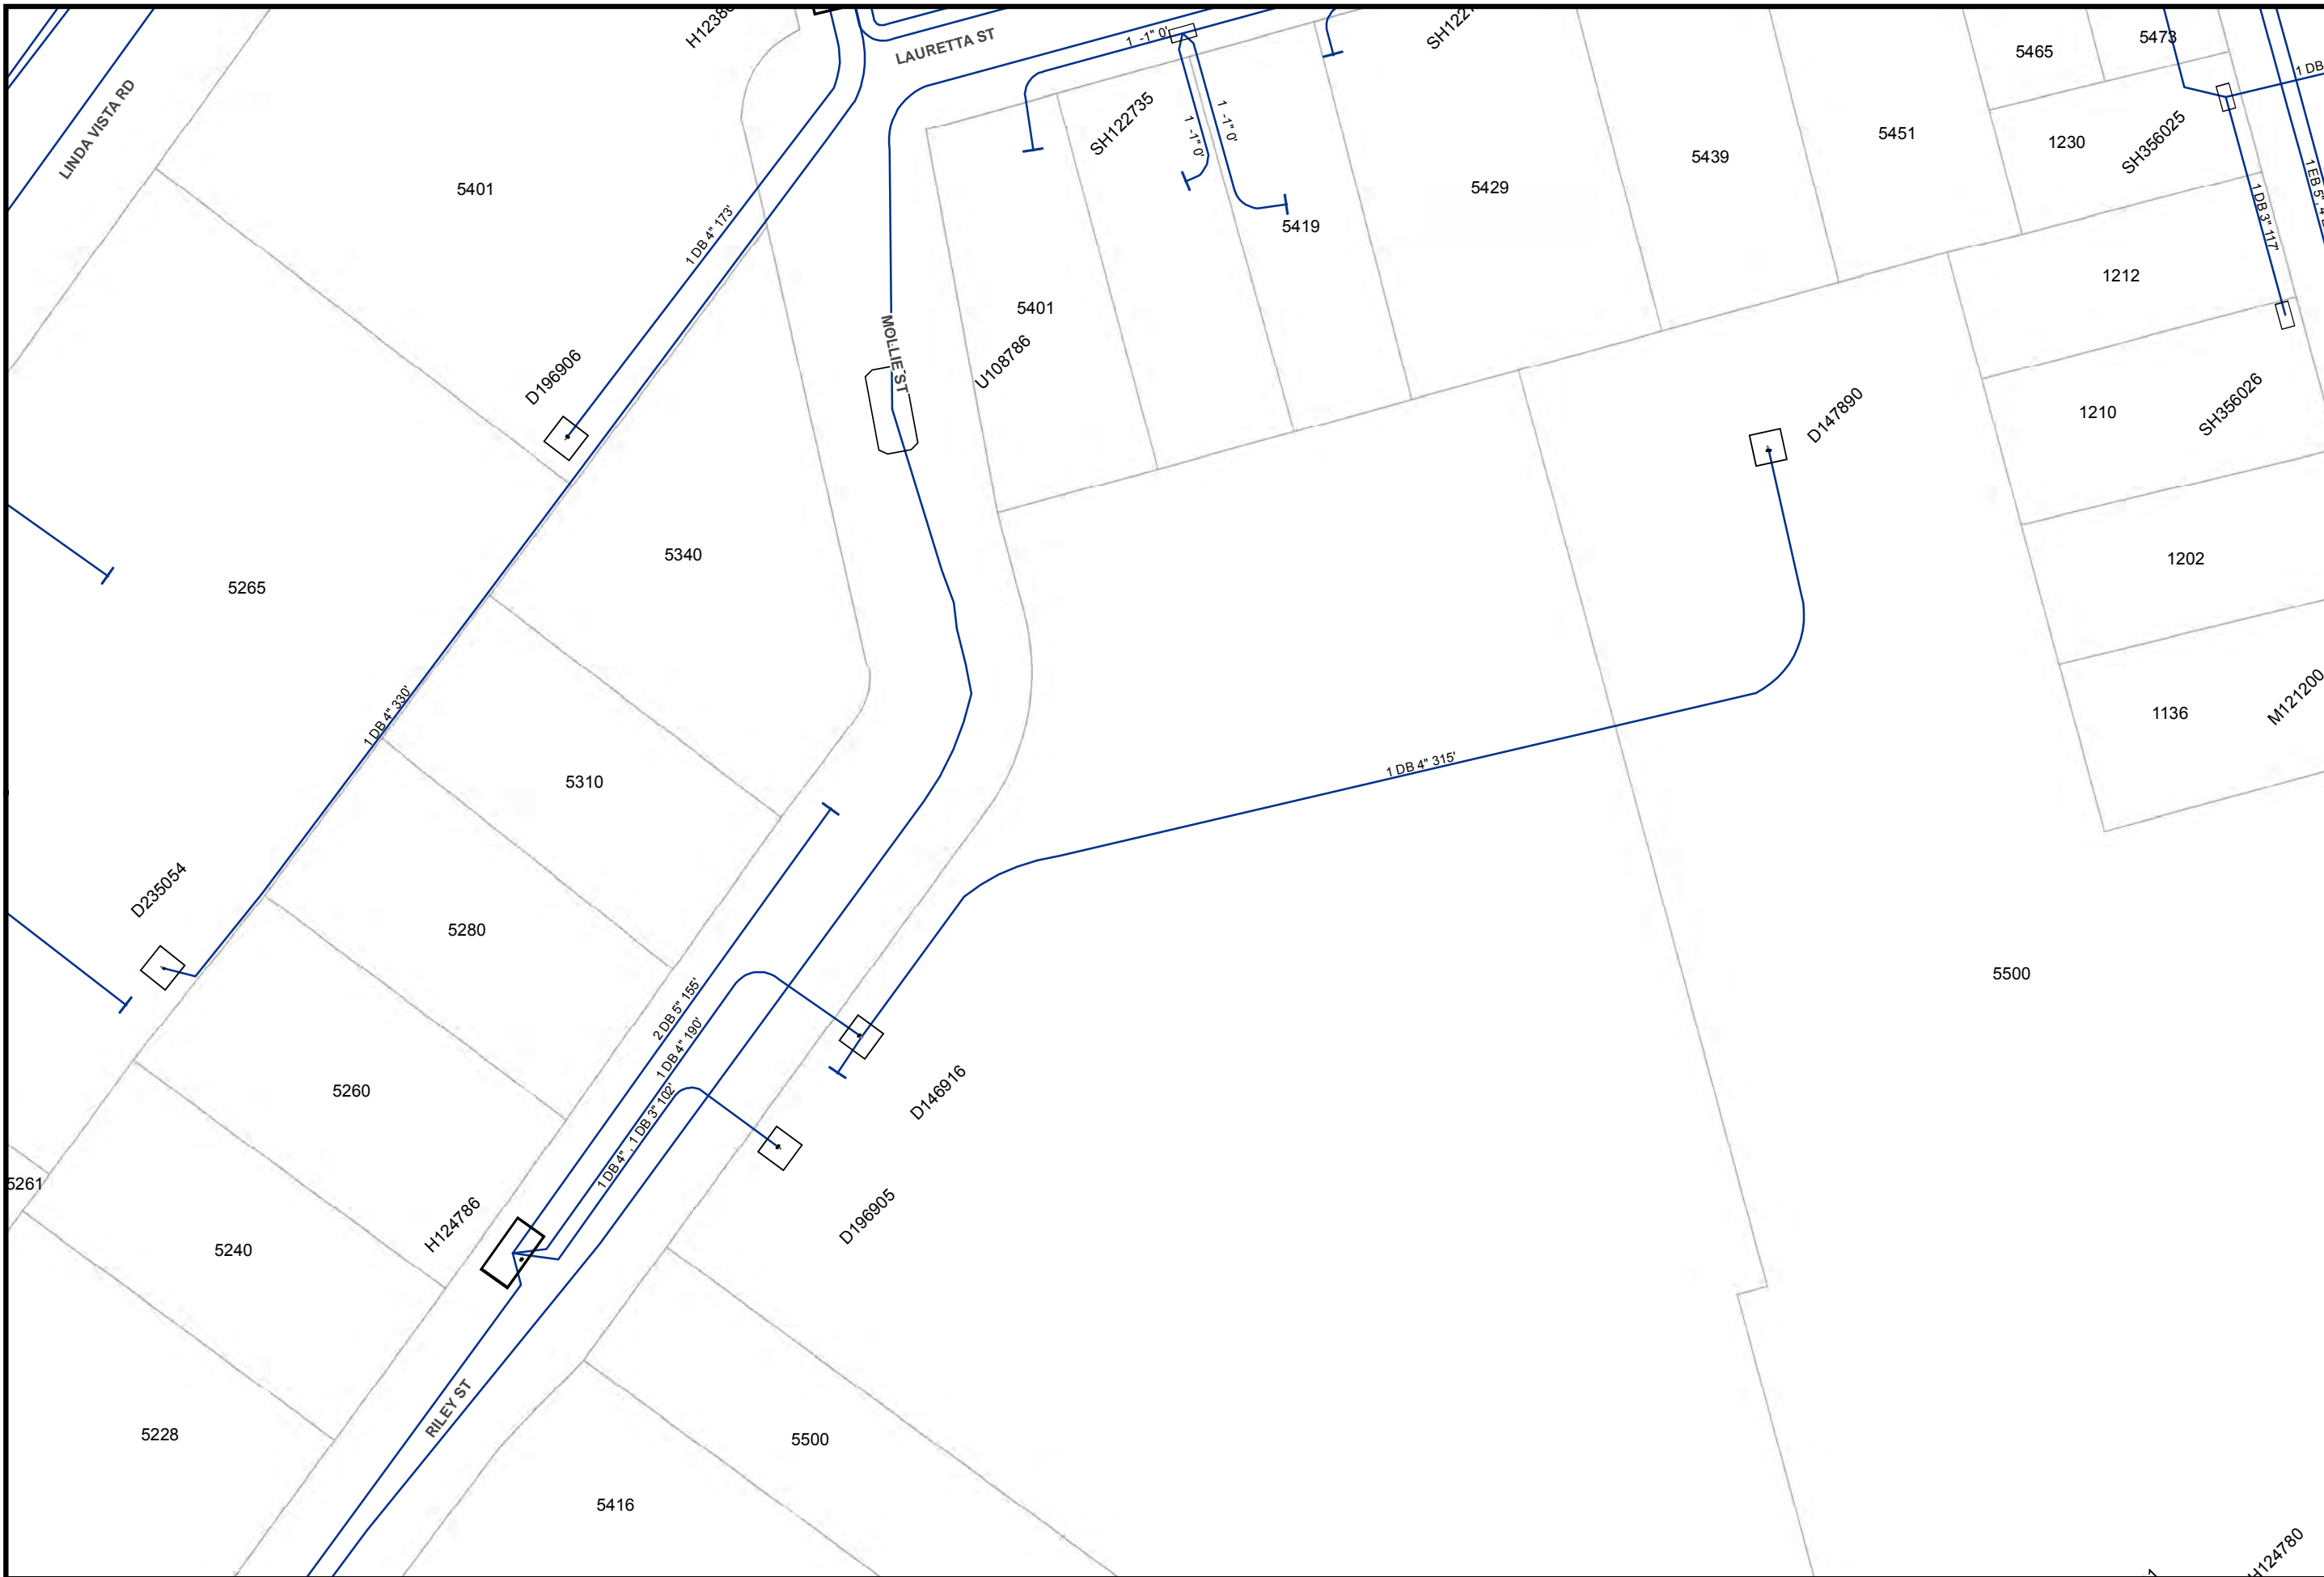 LINDA VISTA RD
LAURETTA ST
1 -1" 0'
5465
5473
1 DB
5401
1 DB 4" 173'
SH122735
1 -1" 0'
1 -1" 0'
5419
5429
5439
5451
1230
SH356025
1 DB 3" 117'
1212
5401
MOLLIE ST
U108786
D196906
D147890
1210
SH356026
5340
1202
5265
1 DB 4" 330'
5310
1 DB 4" 315'
1136
M121200
D235054
5280
5500
2 DB 5" 155'
1 DB 4" 190'
1 DB 4" , 1 DB 3" 102'
5260
D146916
5261
D196905
5240
H124786
RILEY ST
5228
5500
5416
H124780